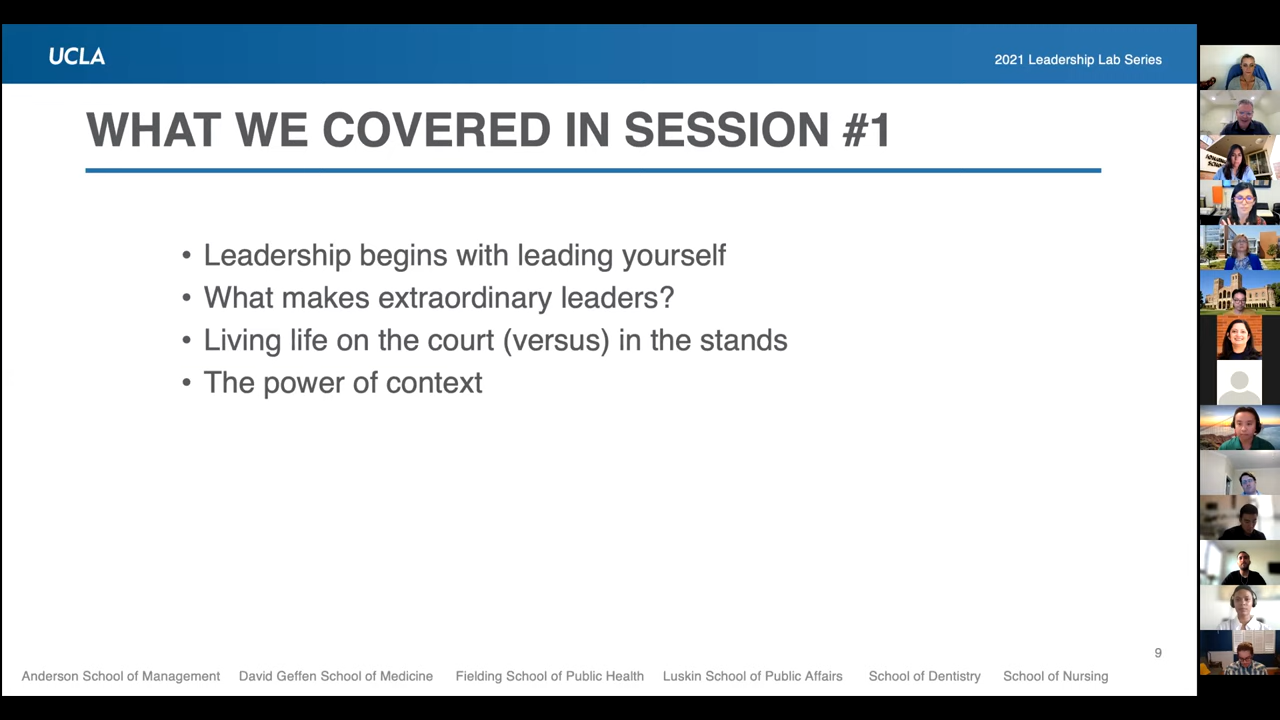 UCLA
2021 Leadership Lab Series
WHAT WE COVERED IN SESSION #1
• Leadership begins with leading yourself
• What makes extraordinary leaders?
• Living life on the court (versus) in the stands
• The power of context
9
Anderson School of Management David Geffen School of Medicine Fielding School of Public Health Luskin School of Public Affairs School of Dentistry School of Nursing